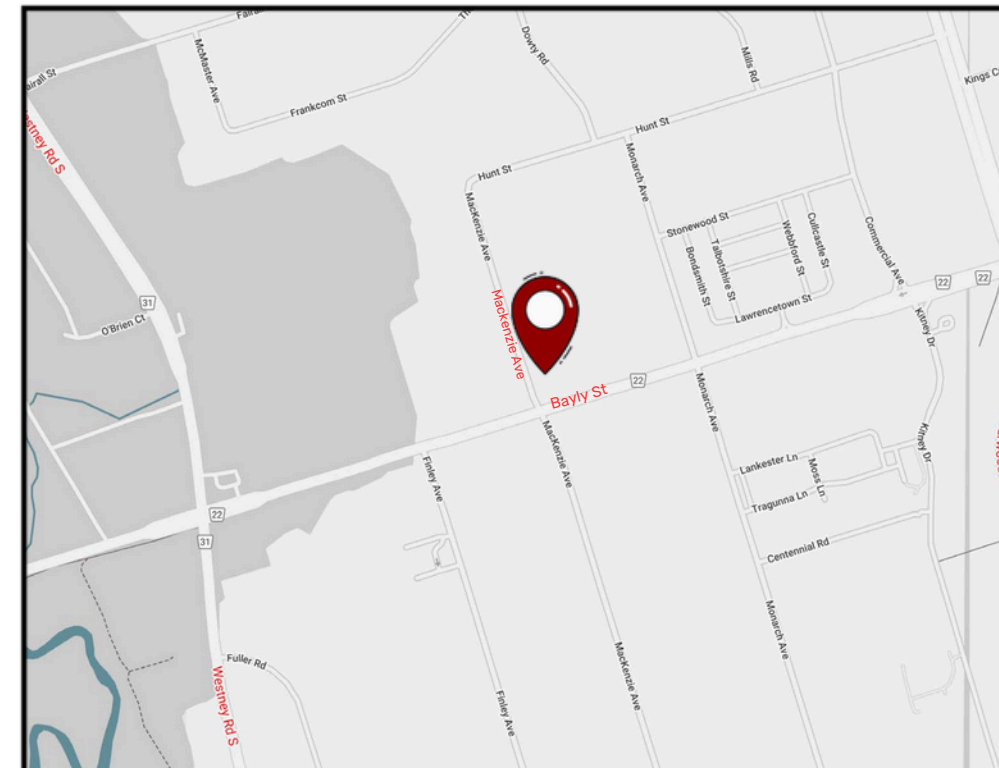 McMaster Ave
Frankcom St
Dowty Rd
Mills Rd
Hunt St
Hunt St
Monarch Ave
MacKenzie Ave
Westney Rd S
31
O'Brien Ct
Stonewood St
Bondsmith St
Talbotshire St
Webbford St
Cullcastle St
Lawrencetown St
Commercial Ave
22
22
Kitney Dr
Mackenzie Ave
Bayly St
22
Monarch Ave
MacKenzie Ave
Finley Ave
Lankester Ln
Moss Ln
Tragunna Ln
Kitney Dr
Centennial Rd
22
31
Fuller Rd
Westney Rd S
Finley Ave
MacKenzie Ave
Monarch Ave